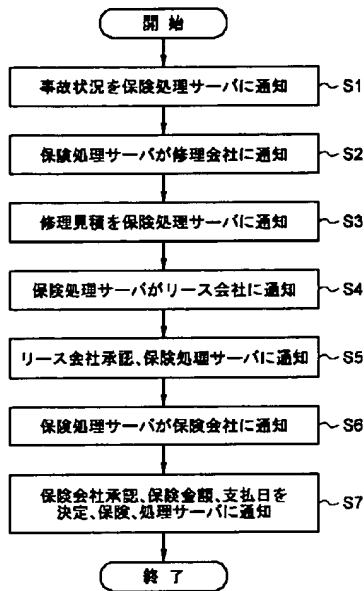 開始
事故状況を保険処理サーバに通知
S1
保険処理サーバが修理会社に通知
S2
修理見積を保険処理サーバに通知
S3
保険処理サーバがリース会社に通知
S4
リース会社承認、保険処理サーバに通知
S5
保険処理サーバが保険会社に通知
S6
保険会社承認、保険金額、支払日を
決定、保険、処理サーバに通知
S7
終了